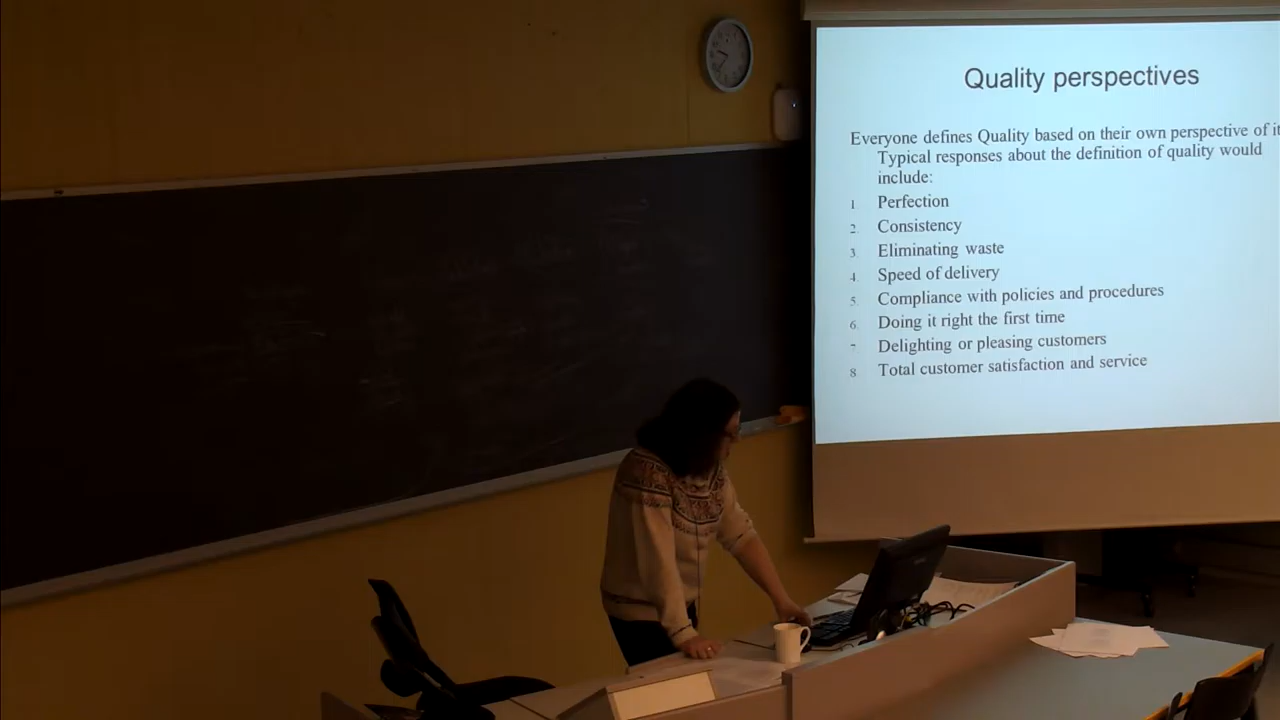 Quality perspectives
Everyone defines Quality based on their own perspective of it
Typical responses about the definition of quality would
include:
1 Perfection
2. Consistency
3. Eliminating waste
4. Speed of delivery
5. Compliance with policies and procedures
6. Doing it right the first time
7 Delighting or pleasing customers
8 Total customer satisfaction and service